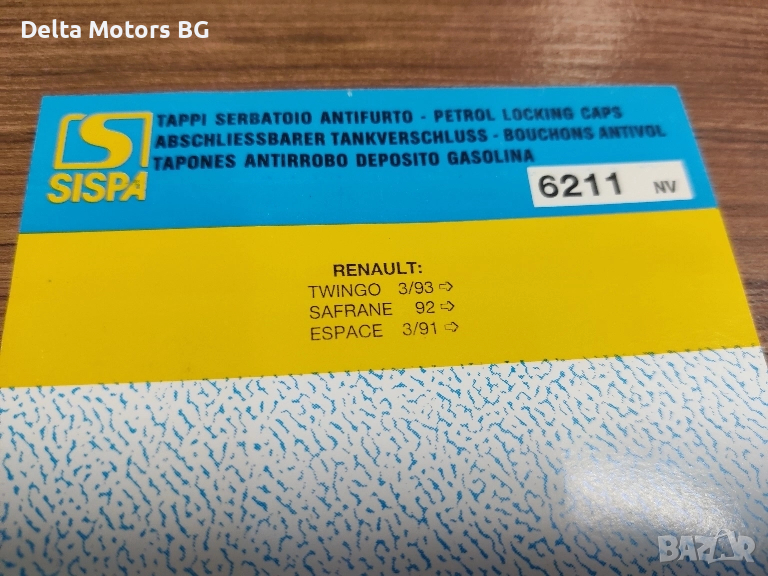 Delta Motors BG
SISPA
TAPPI SERBATOIO ANTIFURTO - PETROL LOCKING CAPS
ABSCHLIESSBARER TANKVERSCHLUSS - BOUCHONS ANTIVOL
TAPONES ANTIRROBO DEPOSITO GASOLINA
6211 NV
RENAULT:
TWINGO 3/93 ⇨
SAFRANE 92 ⇨
ESPACE 3/91 ⇨
BAZAR